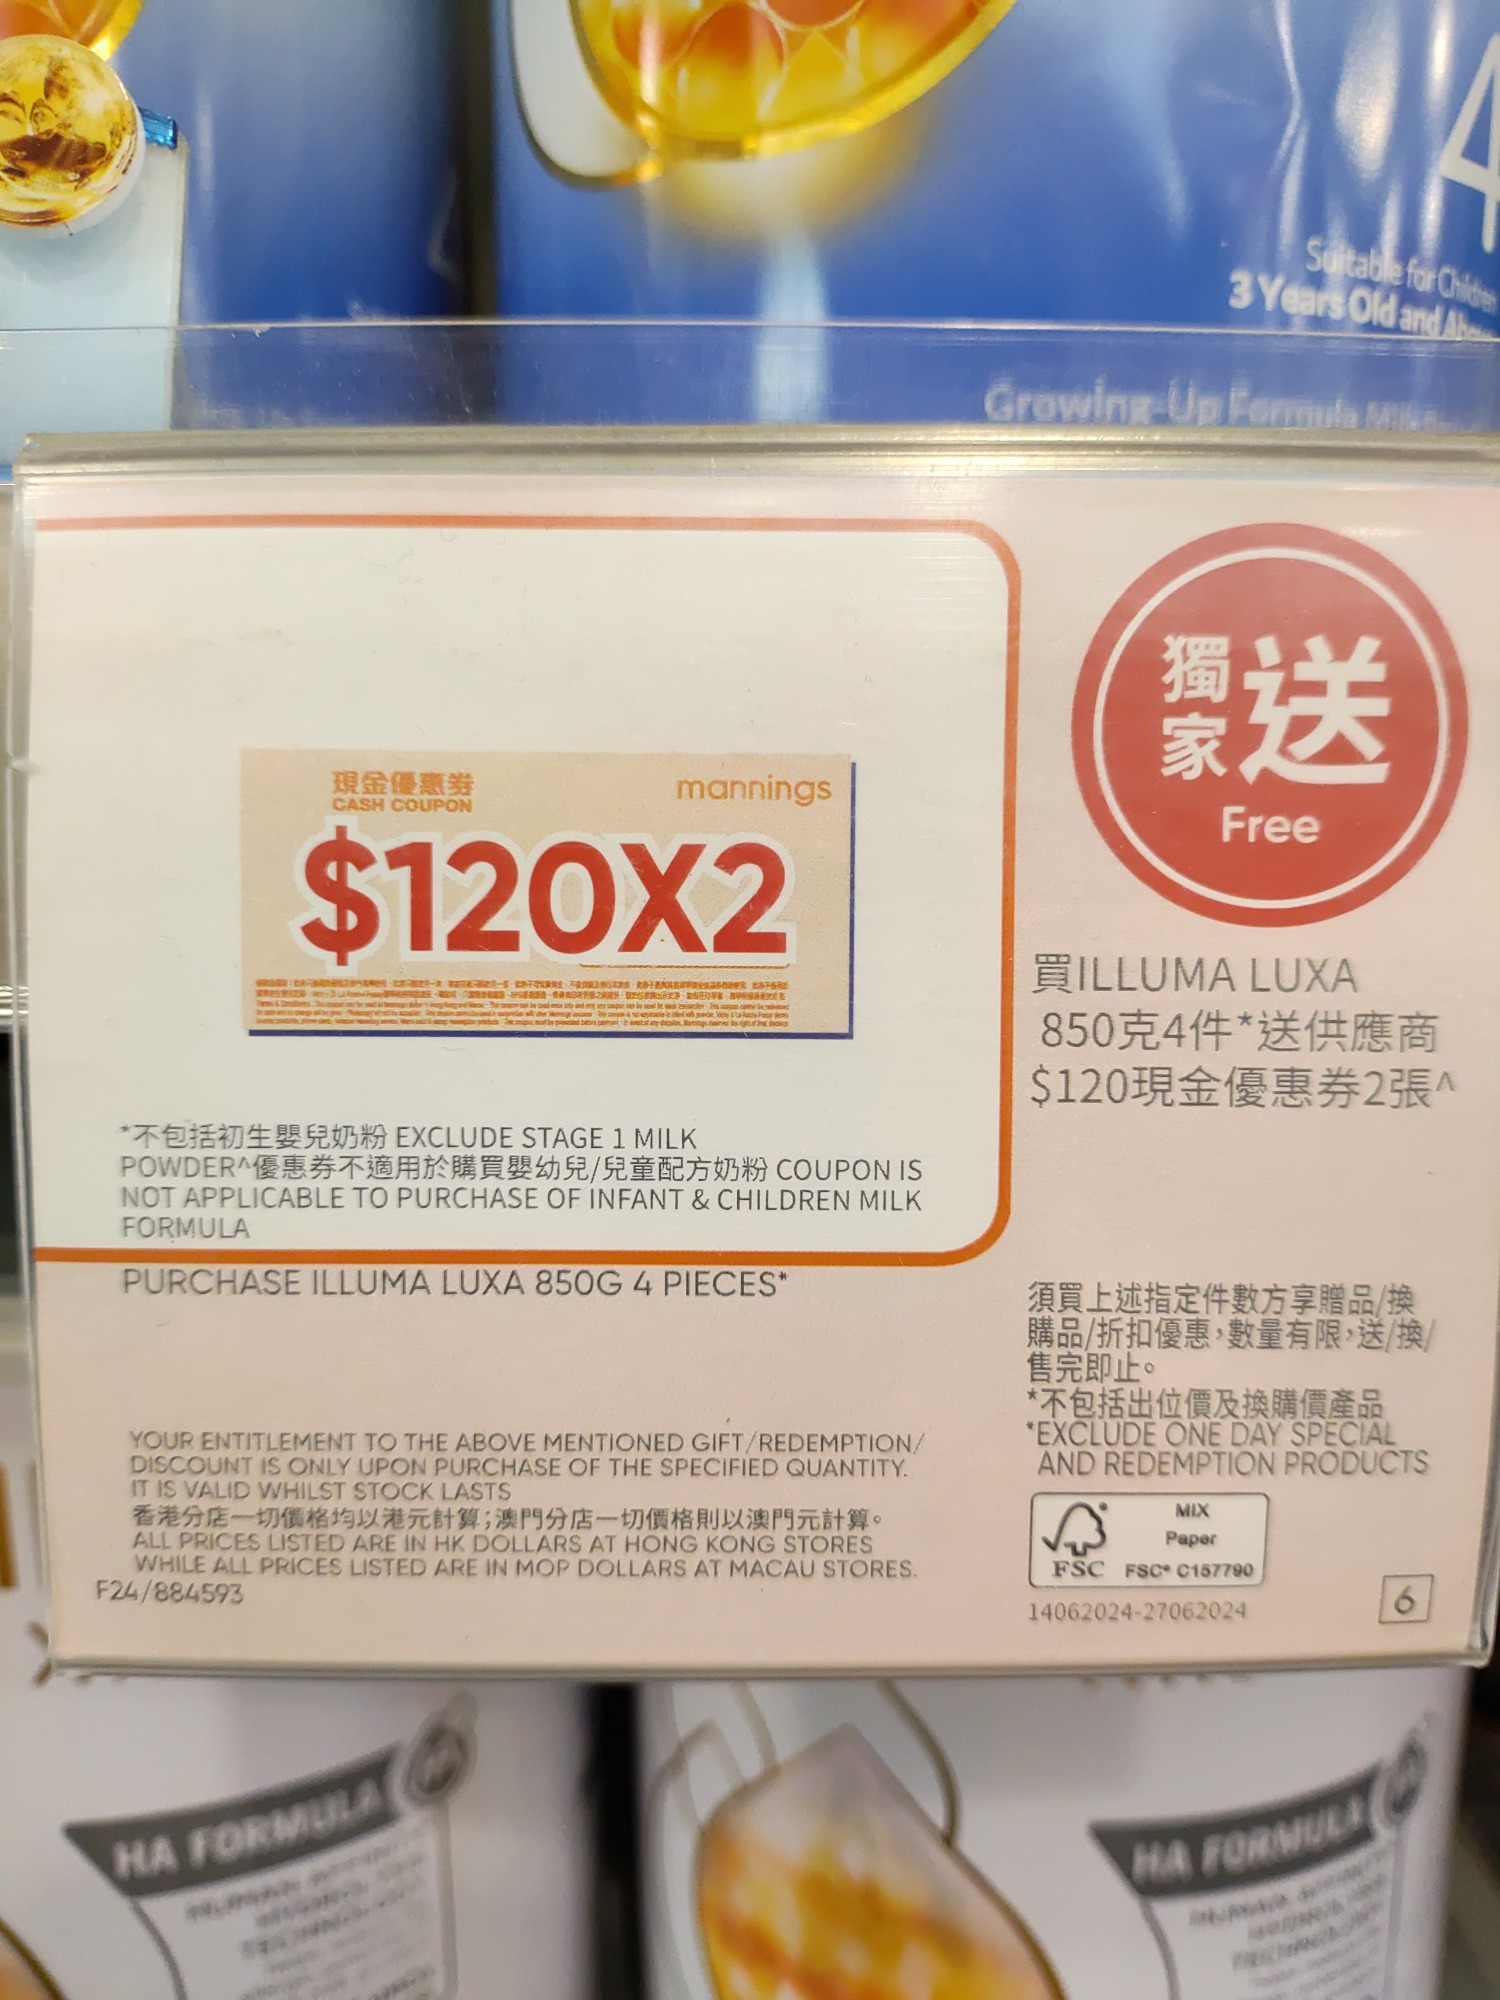 4
Suitable for Children
3 Years Old and Above
Growing-Up Formula Milk
獨家送
Free
現金優惠券
CASH COUPON
mannings
$120X2
買ILLUMA LUXA
850克4件*送供應商
$120現金優惠券2張^
*不包括初生嬰兒奶粉 EXCLUDE STAGE 1 MILK
POWDER^優惠券不適用於購買嬰幼兒/兒童配方奶粉 COUPON IS
NOT APPLICABLE TO PURCHASE OF INFANT & CHILDREN MILK
FORMULA
PURCHASE ILLUMA LUXA 850G 4 PIECES*
須買上述指定件數方享贈品/換
購品/折扣優惠，數量有限，送/換/
售完即止。
*不包括出位價及換購價產品
*EXCLUDE ONE DAY SPECIAL
AND REDEMPTION PRODUCTS
YOUR ENTITLEMENT TO THE ABOVE MENTIONED GIFT/REDEMPTION/
DISCOUNT IS ONLY UPON PURCHASE OF THE SPECIFIED QUANTITY.
IT IS VALID WHILST STOCK LASTS
香港分店一切價格均以港元計算；澳門分店一切價格則以澳門元計算。
ALL PRICES LISTED ARE IN HK DOLLARS AT HONG KONG STORES
WHILE ALL PRICES LISTED ARE IN MOP DOLLARS AT MACAU STORES.
F24/884593
FSC
MIX
Paper
FSC® C157790
14062024-27062024
6
HA FORMULA
HA FORMULA